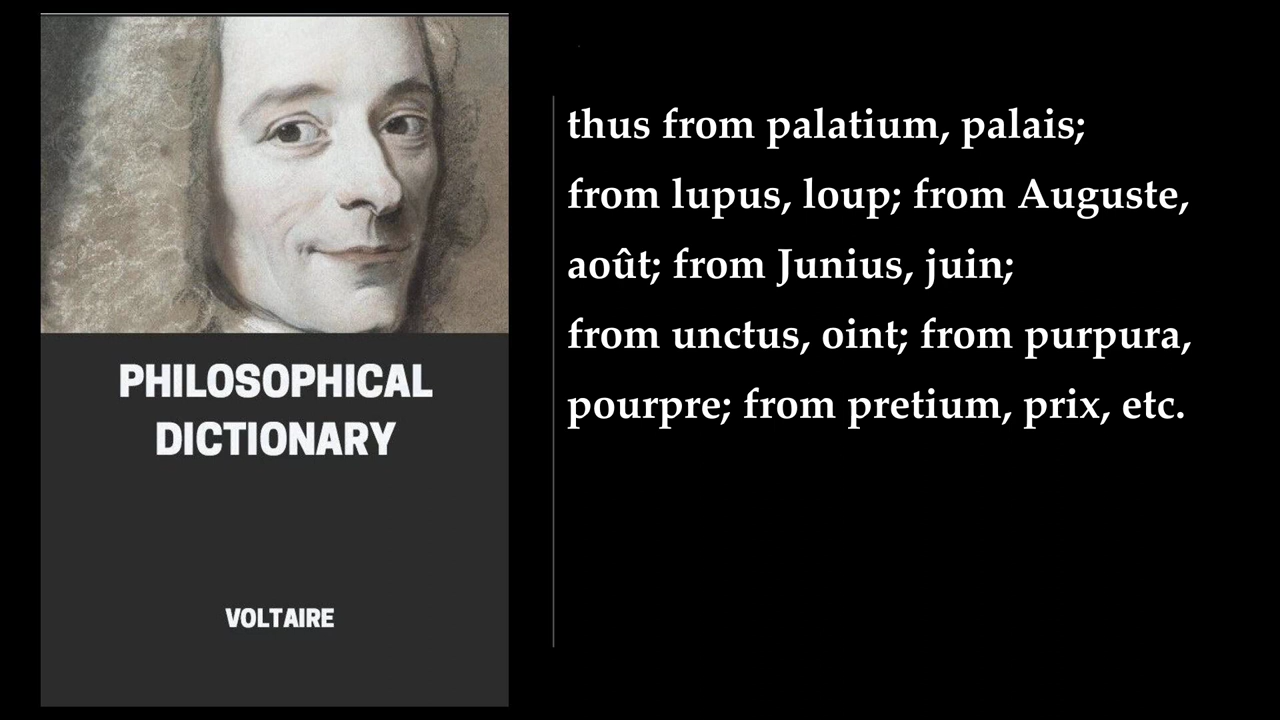 PHILOSOPHICAL
DICTIONARY
VOLTAIRE
thus from palatium, palais;
from lupus, loup; from Auguste,
août; from Junius, juin;
from unctus, oint; from purpura,
pourpre; from pretium, prix, etc.